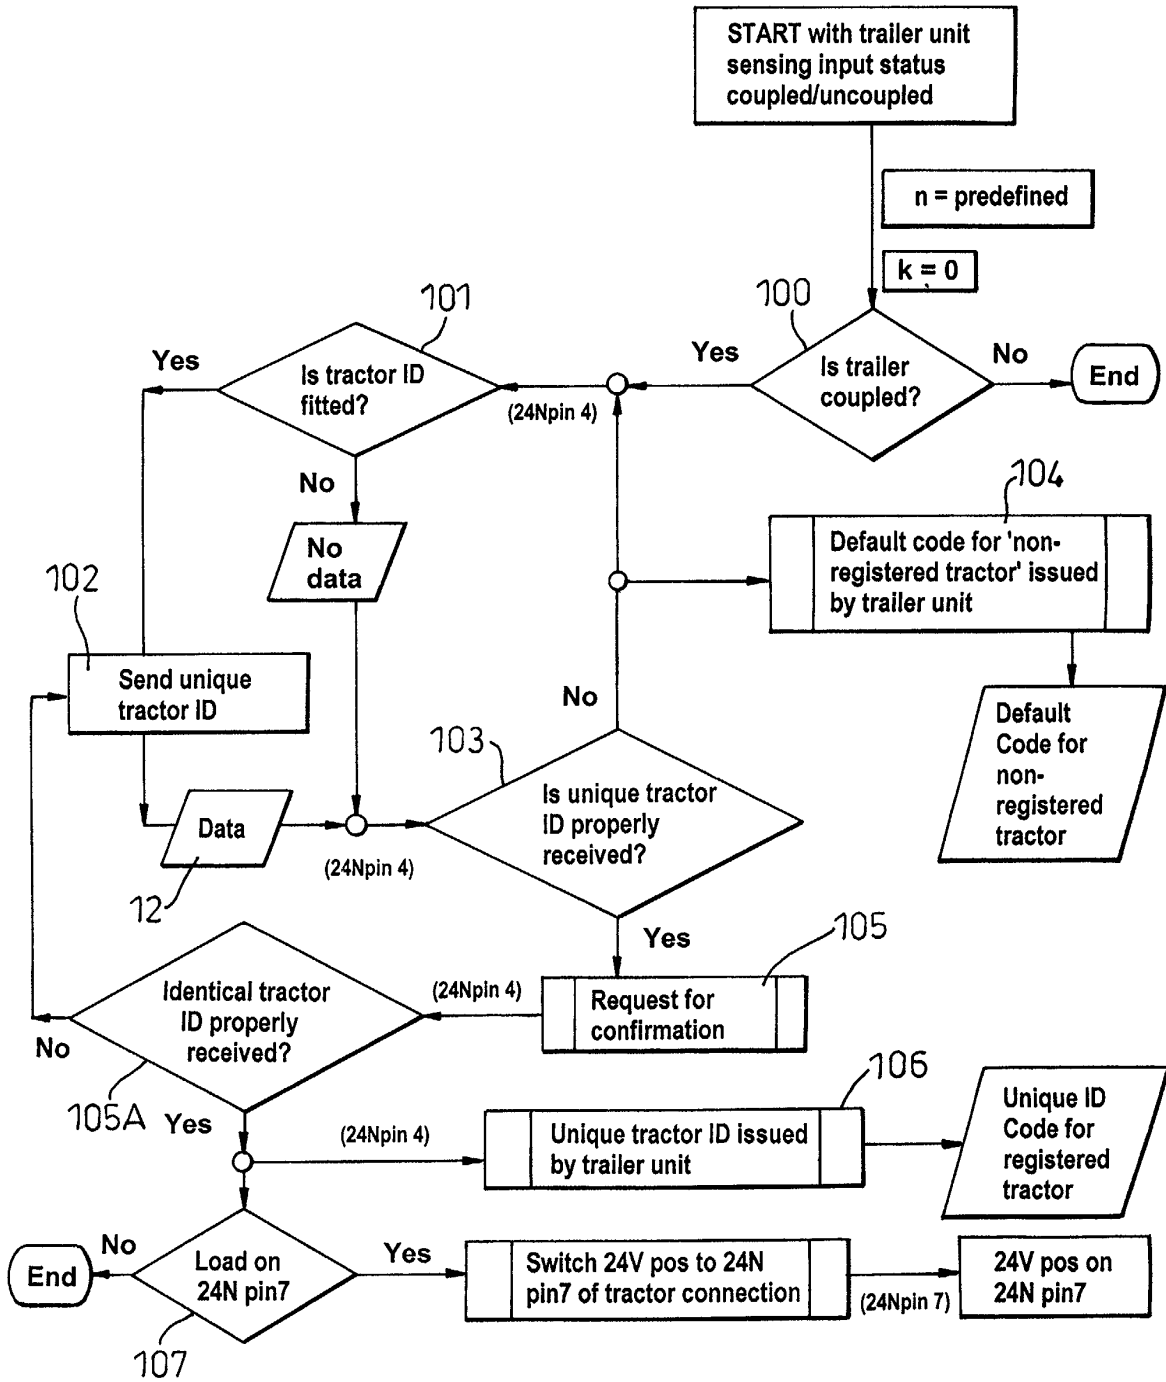 START with trailer unit
sensing input status
coupled/uncoupled
n = predefined
k = 0
100
101
Yes
Is tractor ID
fitted?
(24Npin 4)
Yes
Is trailer
coupled?
No
End
No
No
data
104
Default code for 'non-
registered tractor' issued
by trailer unit
102
Send unique
tractor ID
No
Default
Code for
non-
registered
tractor
103
Is unique tractor
ID properly
received?
Data
(24Npin 4)
12
Yes
105
Identical tractor
ID properly
received?
(24Npin 4)
Request for
confirmation
No
105A
Yes
106
(24Npin 4)
Unique tractor ID issued
by trailer unit
Unique ID
Code for
registered
tractor
No
End
Load on
24N pin7
Yes
Switch 24V pos to 24N
pin7 of tractor connection
(24Npin 7)
24V pos on
24N pin7
107